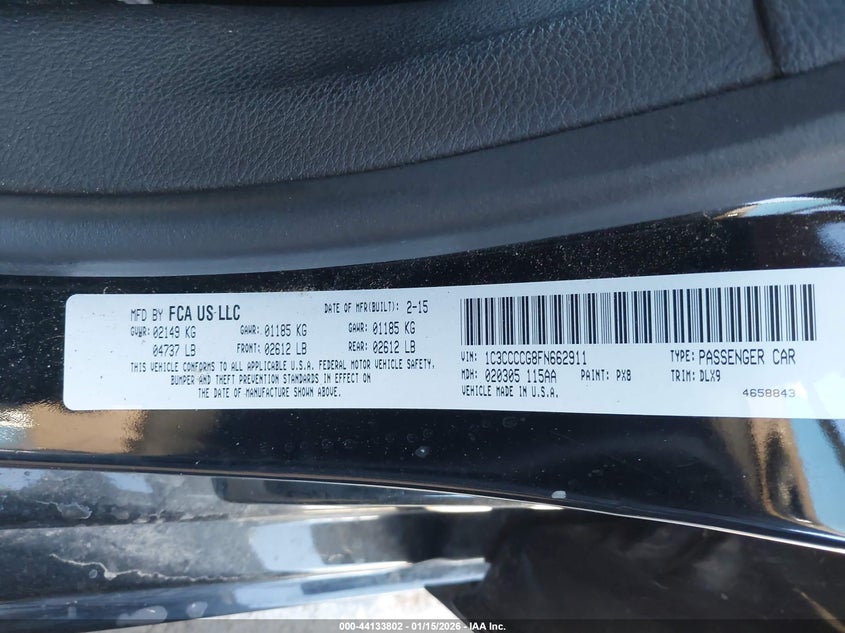 MFD BY FCA US LLC DATE OF MFR(BUILT): 2-15
GVWR: 02149 KG GAWR: 01185 KG GAWR: 01185 KG
04737 LB FRONT: 02612 LB REAR: 02612 LB
THIS VEHICLE CONFORMS TO ALL APPLICABLE U.S.A. FEDERAL MOTOR VEHICLE SAFETY,
BUMPER AND THEFT PREVENTION STANDARDS IN EFFECT ON
THE DATE OF MANUFACTURE SHOWN ABOVE.
VIN: 1C3CCCCG8FN662911 TYPE: PASSENGER CAR
MDH: 020305 115AA PAINT: PX8 TRIM: DLX9
VEHICLE MADE IN U.S.A. 4658843
000-44133802 - 01/15/2026 - IAA Inc.